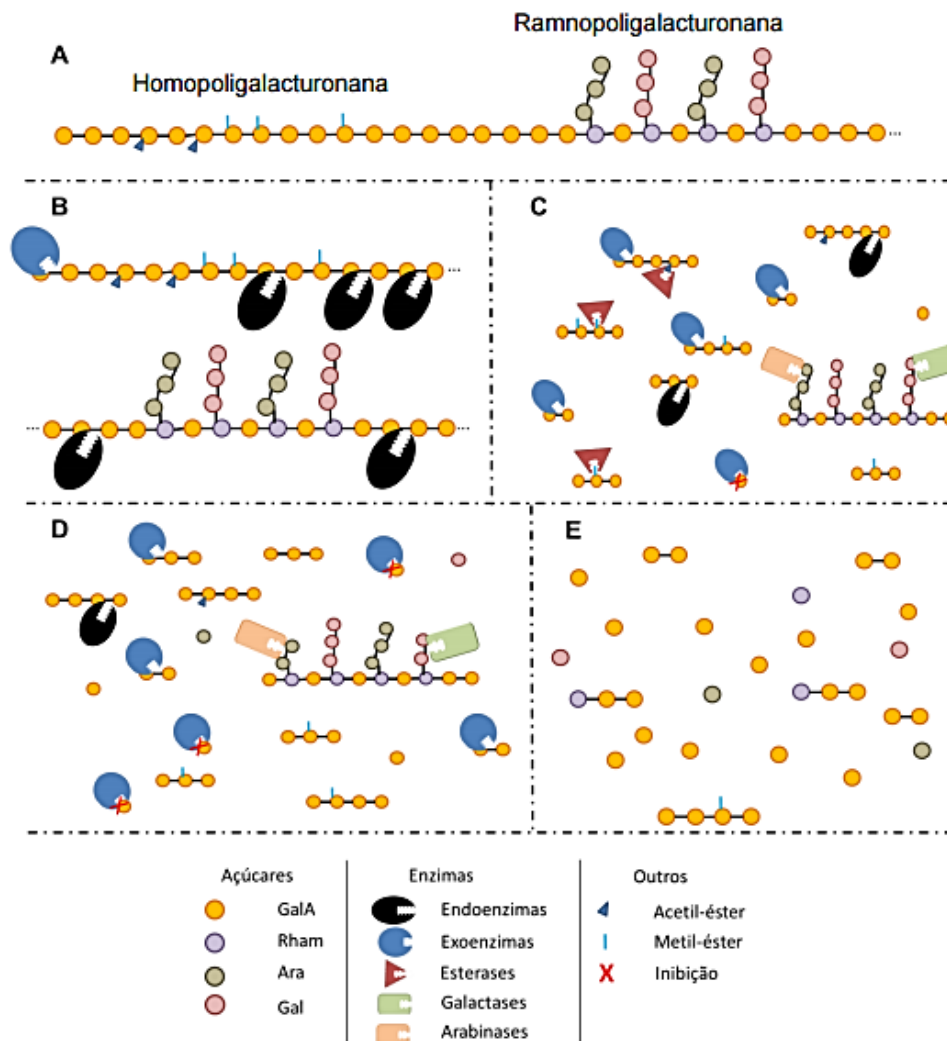 Ramnopoligalacturonana
A
Homopoligalacturonana
...
B
C
...
...
...
D
E
Açúcares
Enzimas
Outros
GalA
Endoenzimas
Acetil-éster
Rham
Exoenzimas
Metil-éster
Ara
Esterases
X Inibição
Gal
Galactases
Arabinases